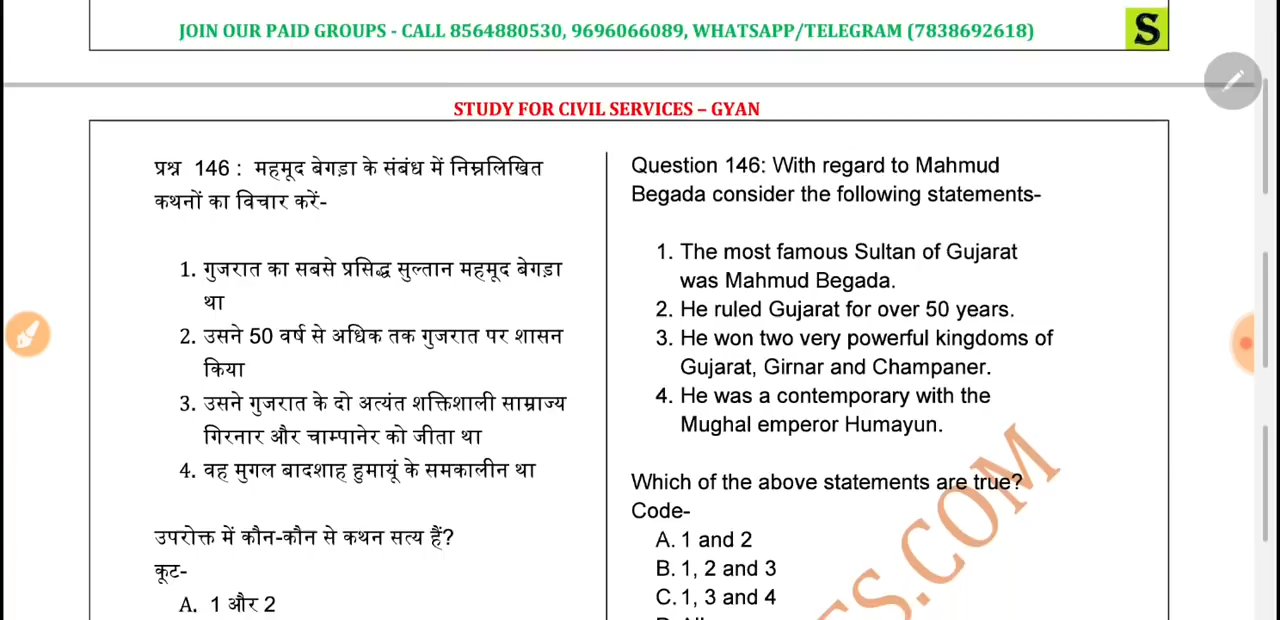 JOIN OUR PAID GROUPS - CALL 8564880530, 9696066089, WHATSAPP/TELEGRAM (7838692618)
S
STUDY FOR CIVIL SERVICES – GYAN
प्रश्न 146 : महमूद बेगड़ा के संबंध में निम्नलिखित
कथनों का विचार करें-
1. गुजरात का सबसे प्रसिद्ध सुल्तान महमूद बेगड़ा
था
2. उसने 50 वर्ष से अधिक तक गुजरात पर शासन
किया
3. उसने गुजरात के दो अत्यंत शक्तिशाली साम्राज्य
गिरनार और चाम्पानेर को जीता था
4. वह मुगल बादशाह हुमायूं के समकालीन था
उपरोक्त में कौन-कौन से कथन सत्य हैं?
कूट-
A. 1 और 2
Question 146: With regard to Mahmud
Begada consider the following statements-
1. The most famous Sultan of Gujarat
was Mahmud Begada.
2. He ruled Gujarat for over 50 years.
3. He won two very powerful kingdoms of
Gujarat, Girnar and Champaner.
4. He was a contemporary with the
Mughal emperor Humayun.
Which of the above statements are true?
Code-
A. 1 and 2
B. 1, 2 and 3
C. 1, 3 and 4
ES.COM